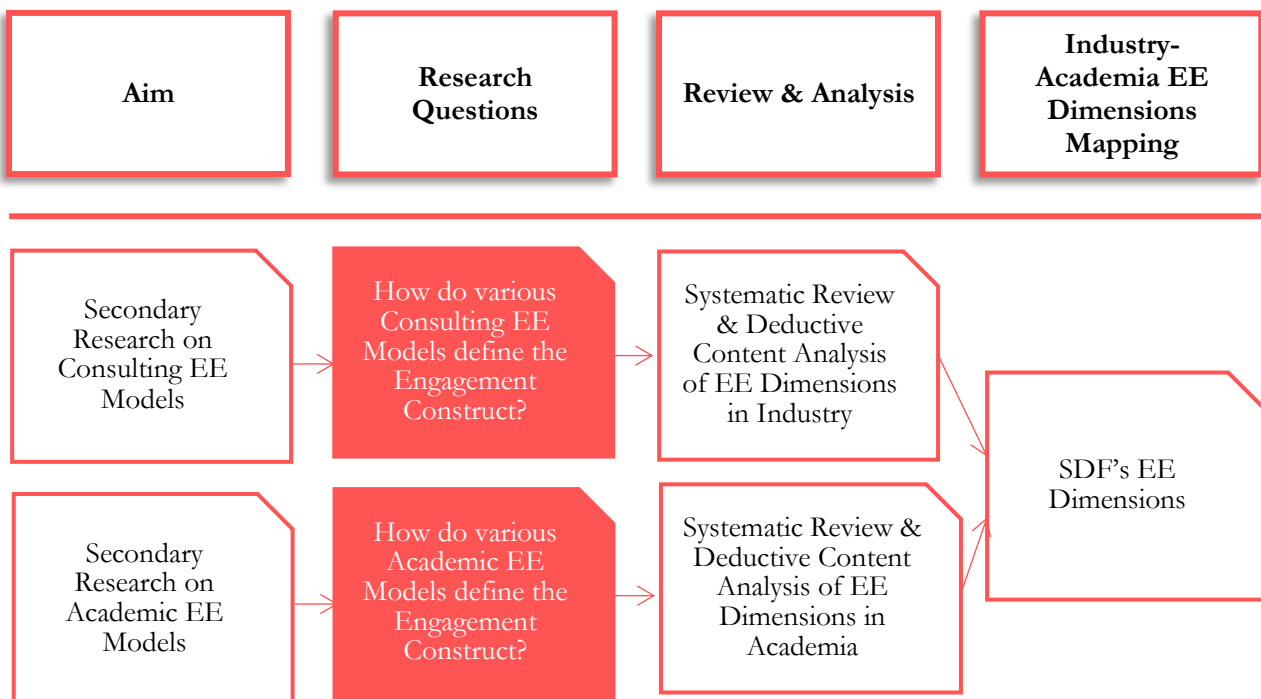 Aim
Research
Questions
Review & Analysis
Industry-
Academia EE
Dimensions
Mapping
Secondary
Research on
Consulting EE
Models
How do various
Consulting EE
Models define the
Engagement
Construct?
Systematic Review
& Deductive
Content Analysis
of EE Dimensions
in Industry
SDF's EE
Dimensions
Secondary
Research on
Academic EE
Models
How do various
Academic EE
Models define the
Engagement
Construct?
Systematic Review &
Deductive Content
Analysis of EE
Dimensions in
Academia